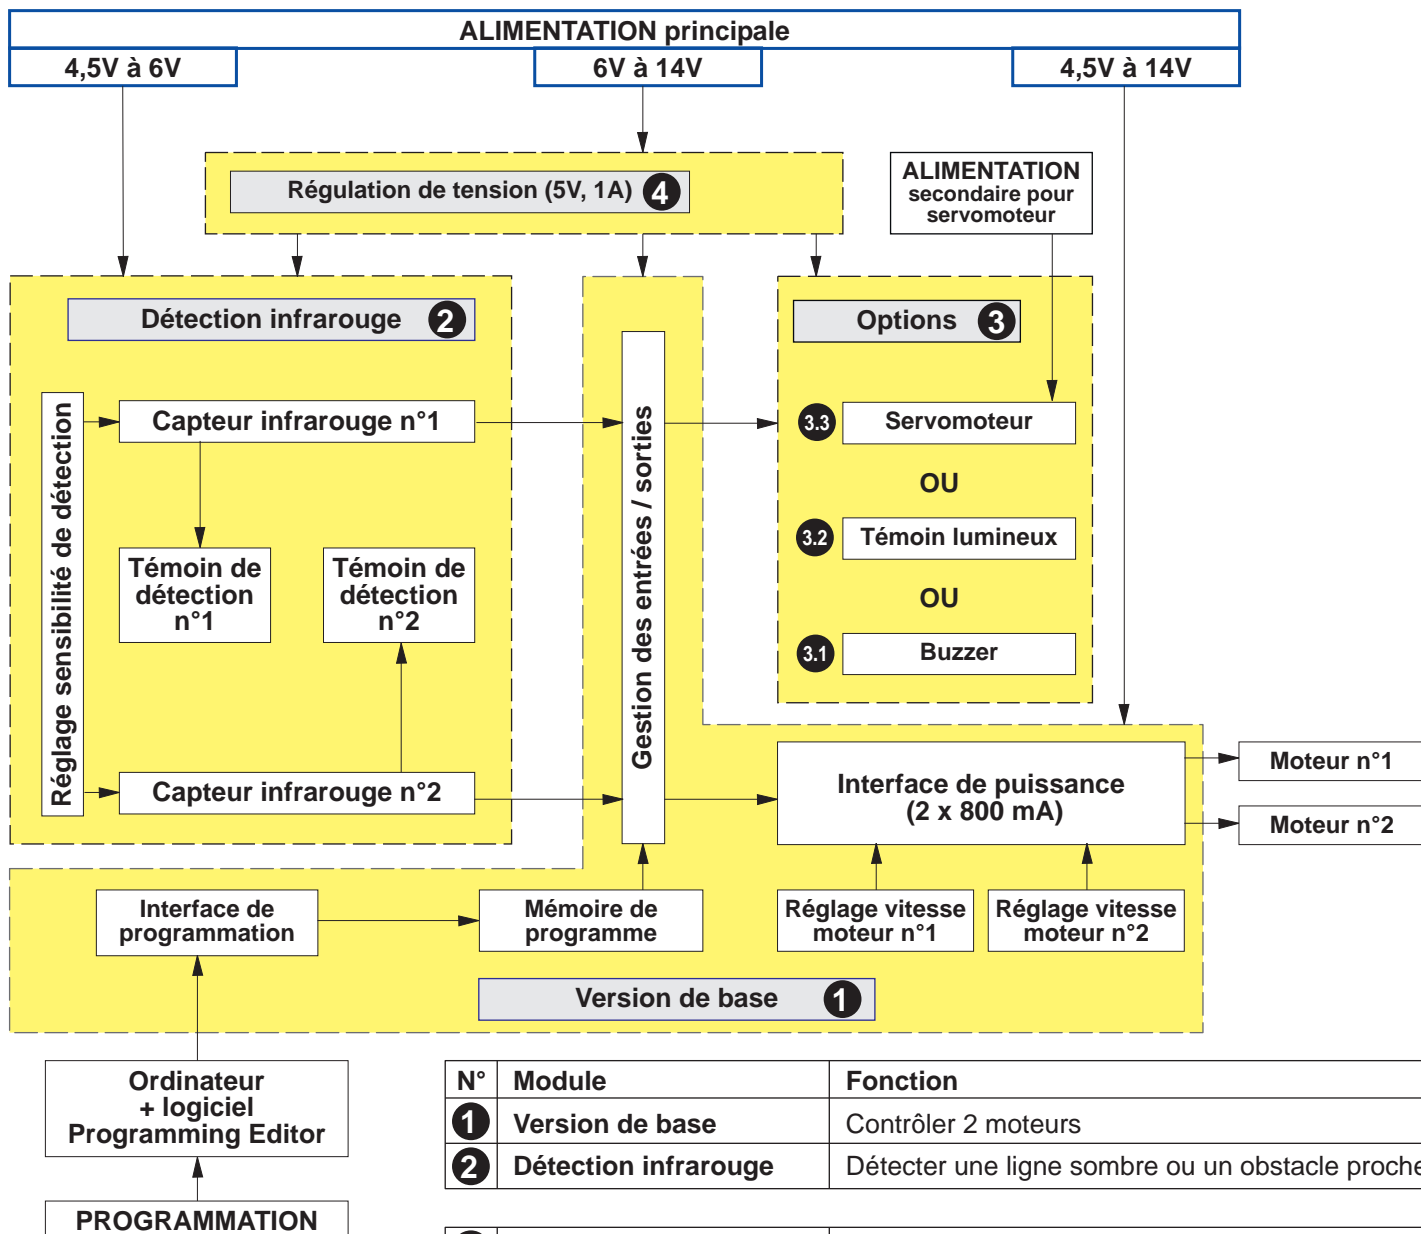 ALIMENTATION principale
4,5V à 6V
6V à 14V
4,5V à 14V
Régulation de tension (5V, 1A) 4
ALIMENTATION
secondaire pour
servomoteur
Détection infrarouge 2
Options 3
Réglage sensibilité de détection
Capteur infrarouge n°1
Témoin de
détection
n°1
Témoin de
détection
n°2
Capteur infrarouge n°2
Gestion des entrées / sorties
3.3 Servomoteur
OU
3.2 Témoin lumineux
OU
3.1 Buzzer
Interface de puissance
(2 x 800 mA)
Moteur n°1
Moteur n°2
Interface de
programmation
Mémoire de
programme
Réglage vitesse
moteur n°1
Réglage vitesse
moteur n°2
Version de base 1
Ordinateur
+ logiciel
Programming Editor
PROGRAMMATION
N° Module Fonction
1 Version de base Contrôler 2 moteurs
2 Détection infrarouge Détecter une ligne sombre ou un obstacle proche